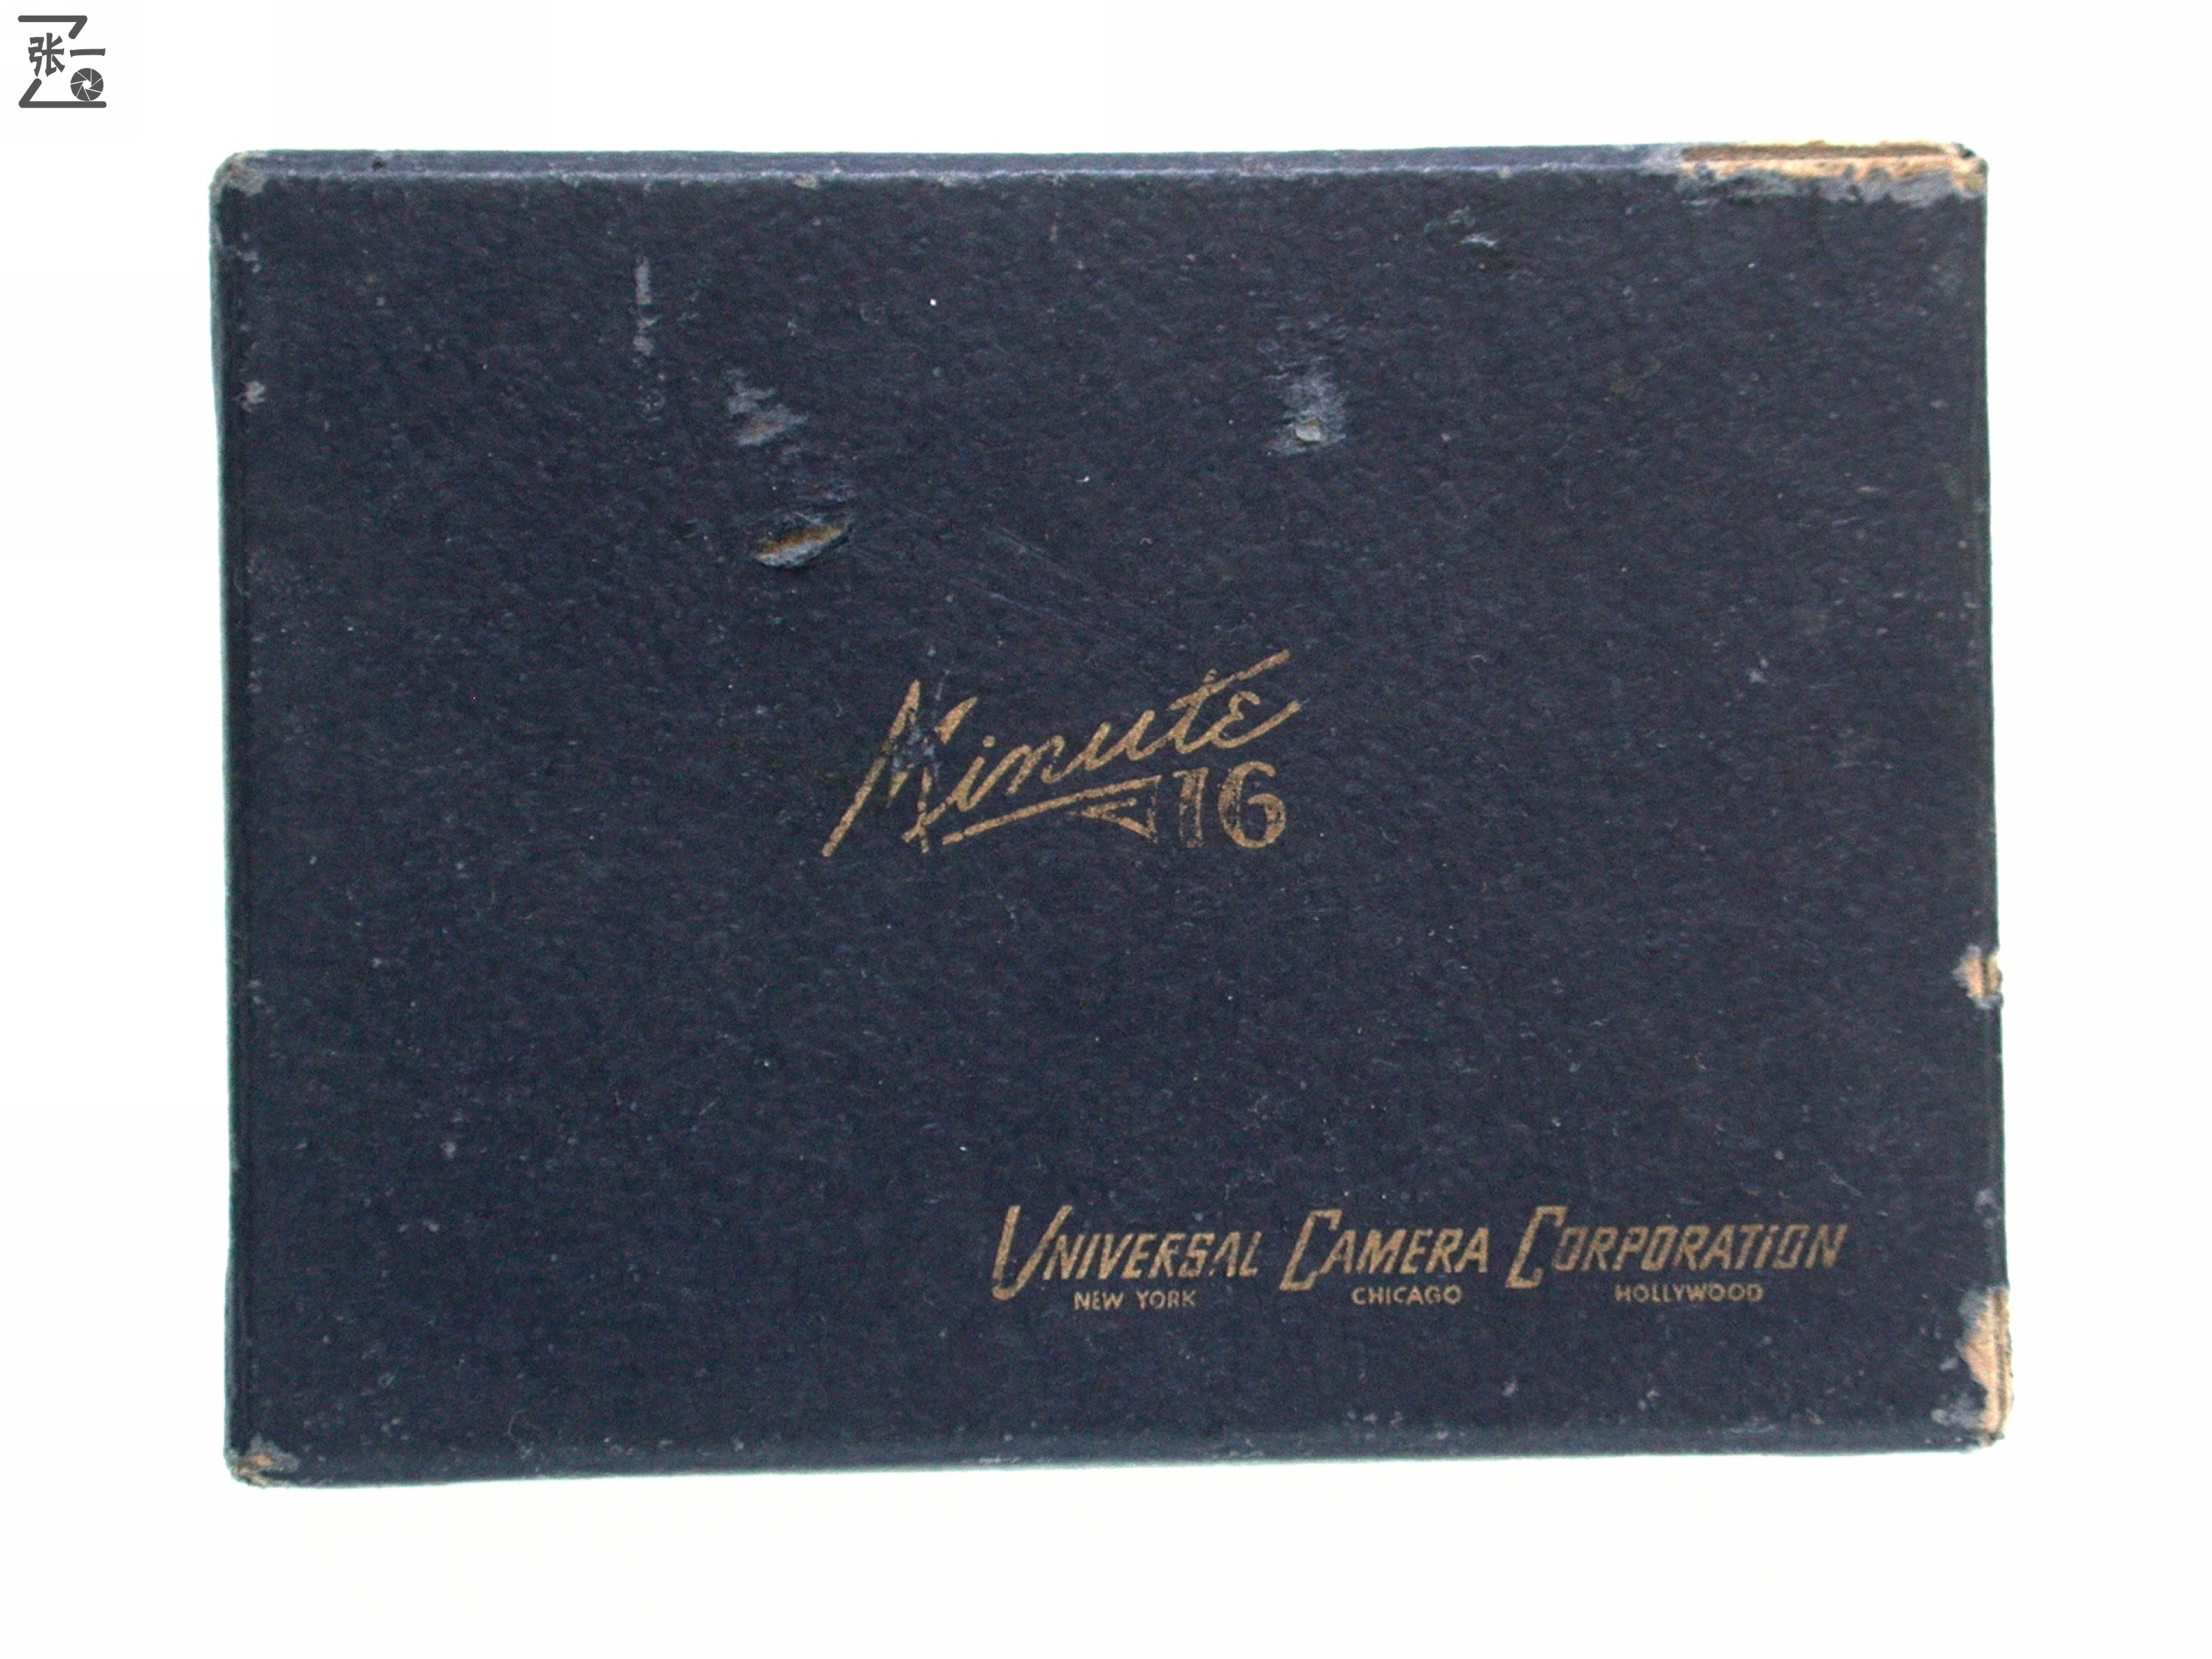 张一
Minute
16
UNIVERSAL CAMERA CORPORATION
NEW YORK CHICAGO HOLLYWOOD